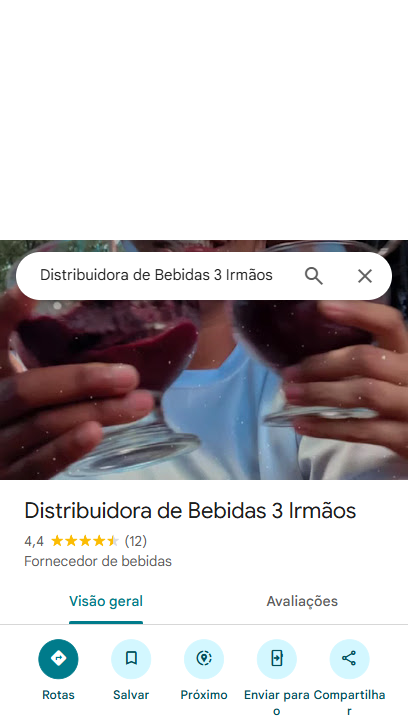 Distribuidora de Bebidas 3 Irmãos
Distribuidora de Bebidas 3 Irmãos
4,4 (12)
Fornecedor de bebidas
Visão geral Avaliações
Rotas Salvar Próximo Enviar para o Compartilhar